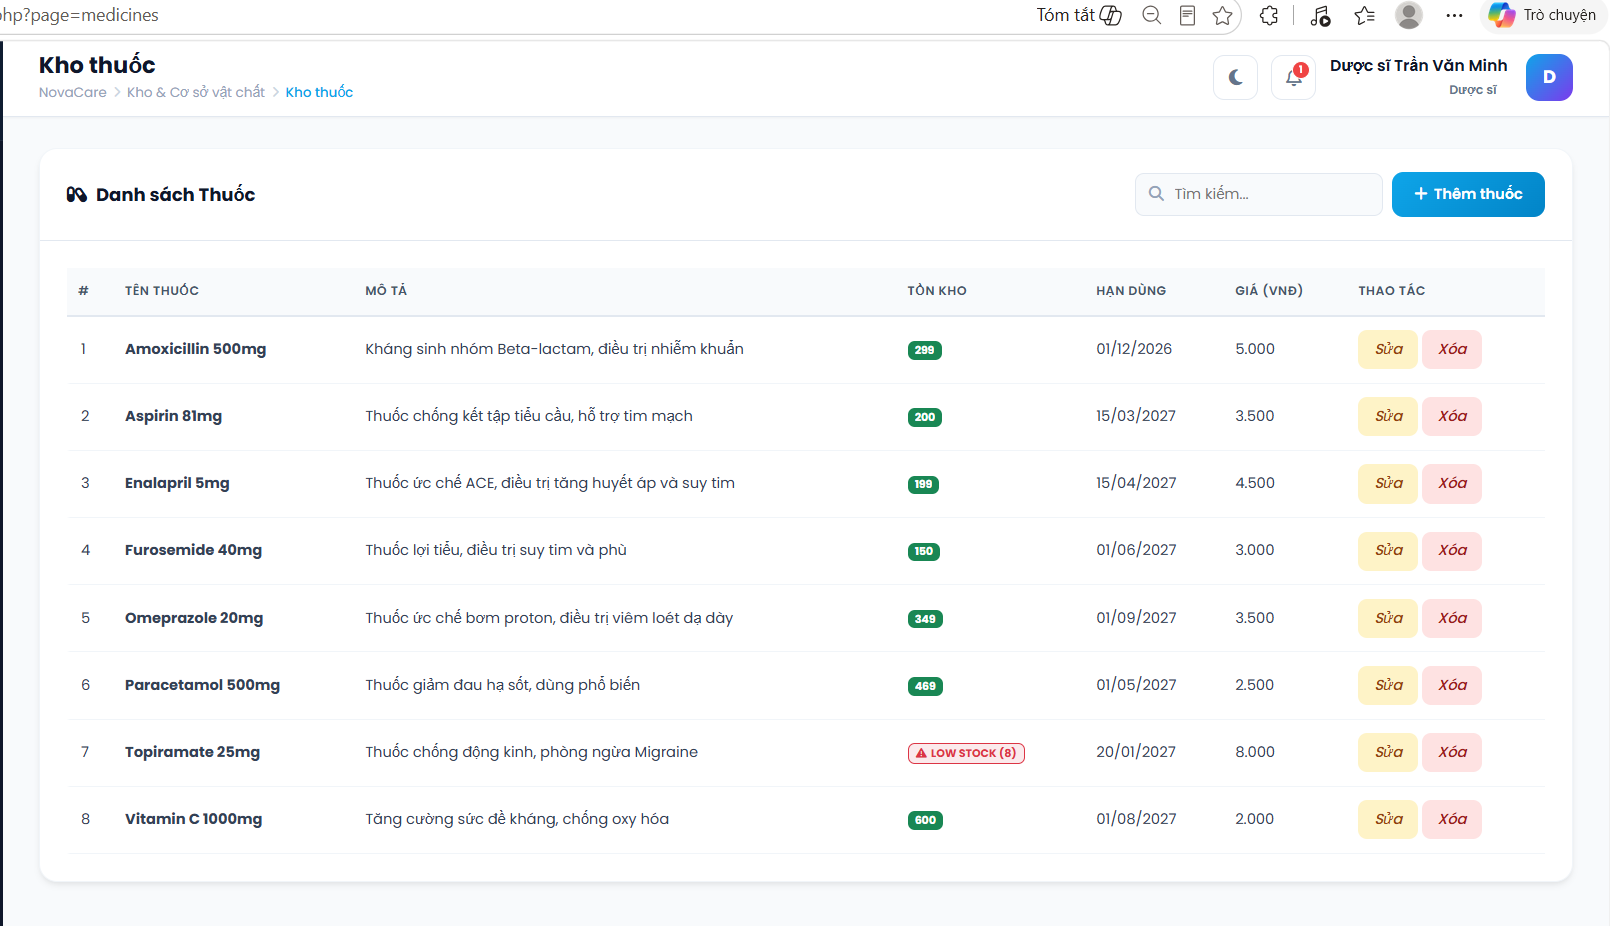 hp?page=medicines
Tóm tắt
Trò chuyện
Kho thuốc
NovaCare > Kho & Cơ sở vật chất > Kho thuốc
1
Dược sĩ Trần Văn Minh
Dược sĩ
D
Danh sách Thuốc
Tìm kiếm...
+ Thêm thuốc
# TÊN THUỐC MÔ TẢ TỒN KHO HẠN DÙNG GIÁ (VNĐ) THAO TÁC
1 Amoxicillin 500mg Kháng sinh nhóm Beta-lactam, điều trị nhiễm khuẩn 299 01/12/2026 5.000 Sửa Xóa
2 Aspirin 81mg Thuốc chống kết tập tiểu cầu, hỗ trợ tim mạch 200 15/03/2027 3.500 Sửa Xóa
3 Enalapril 5mg Thuốc ức chế ACE, điều trị tăng huyết áp và suy tim 199 15/04/2027 4.500 Sửa Xóa
4 Furosemide 40mg Thuốc lợi tiểu, điều trị suy tim và phù 150 01/06/2027 3.000 Sửa Xóa
5 Omeprazole 20mg Thuốc ức chế bơm proton, điều trị viêm loét dạ dày 349 01/09/2027 3.500 Sửa Xóa
6 Paracetamol 500mg Thuốc giảm đau hạ sốt, dùng phổ biến 469 01/05/2027 2.500 Sửa Xóa
7 Topiramate 25mg Thuốc chống động kinh, phòng ngừa Migraine LOW STOCK (8) 20/01/2027 8.000 Sửa Xóa
8 Vitamin C 1000mg Tăng cường sức đề kháng, chống oxy hóa 600 01/08/2027 2.000 Sửa Xóa